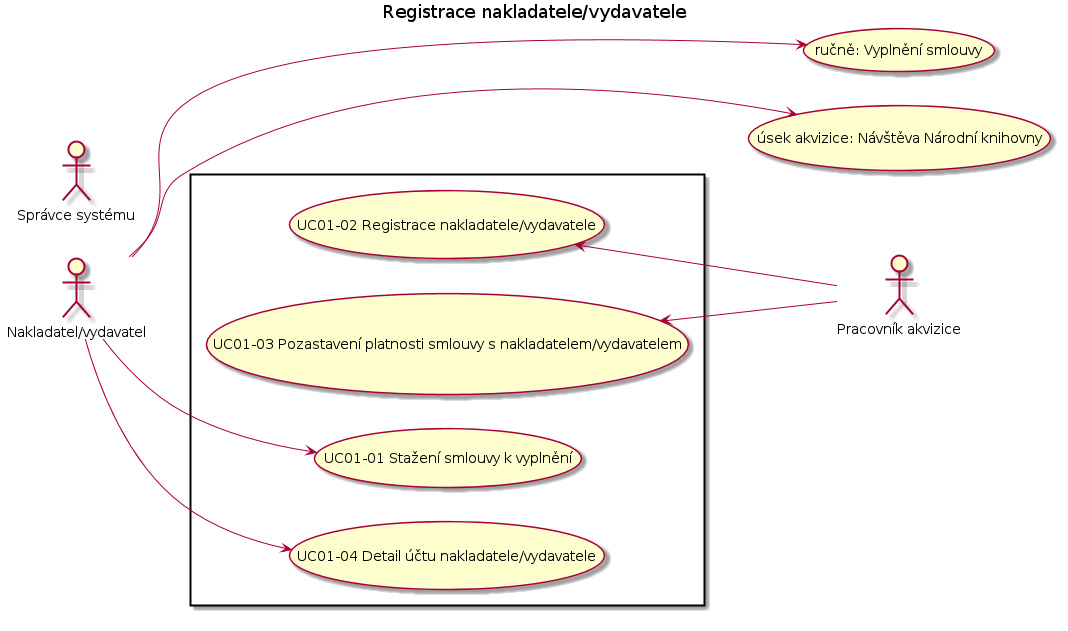 Registrace nakladatele/vydavatele
ručně: Vyplnění smlouvy
úsek akvizice: Návštěva Národní knihovny
Správce systému
UC01-02 Registrace nakladatele/vydavatele
Nakladatel/vydavatel
Pracovník akvizice
UC01-03 Pozastavení platnosti smlouvy s nakladatelem/vydavatelem
UC01-01 Stažení smlouvy k vyplnění
UC01-04 Detail účtu nakladatele/vydavatele